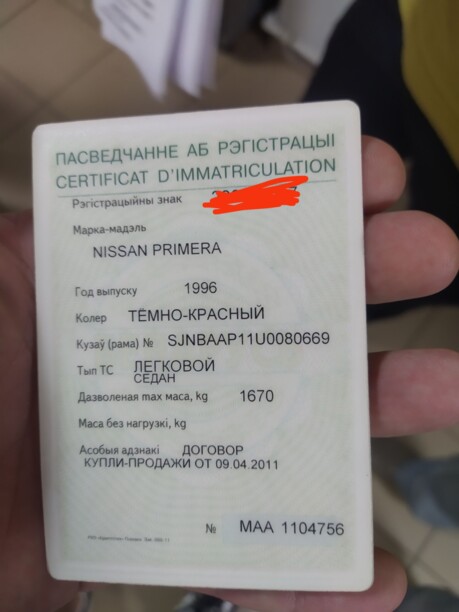 ПАСВЕДЧАННЕ АБ РЭГІСТРАЦЫІ
CERTIFICAT D'IMMATRICULATION
Рэгістрацыйны знак
Марка-мадэль
NISSAN PRIMERA
Год выпуску 1996
Колер ТЁМНО-КРАСНЫЙ
Кузаў (рама) № SJNBAAP11U0080669
Тып ТС ЛЕГКОВОЙ
СЕДАН
Дазволеная max маса, kg 1670
Маса без нагрузкі, kg
Асобыя адзнакі ДОГОВОР
КУПЛИ-ПРОДАЖИ ОТ 09.04.2011
№ МАА 1104756